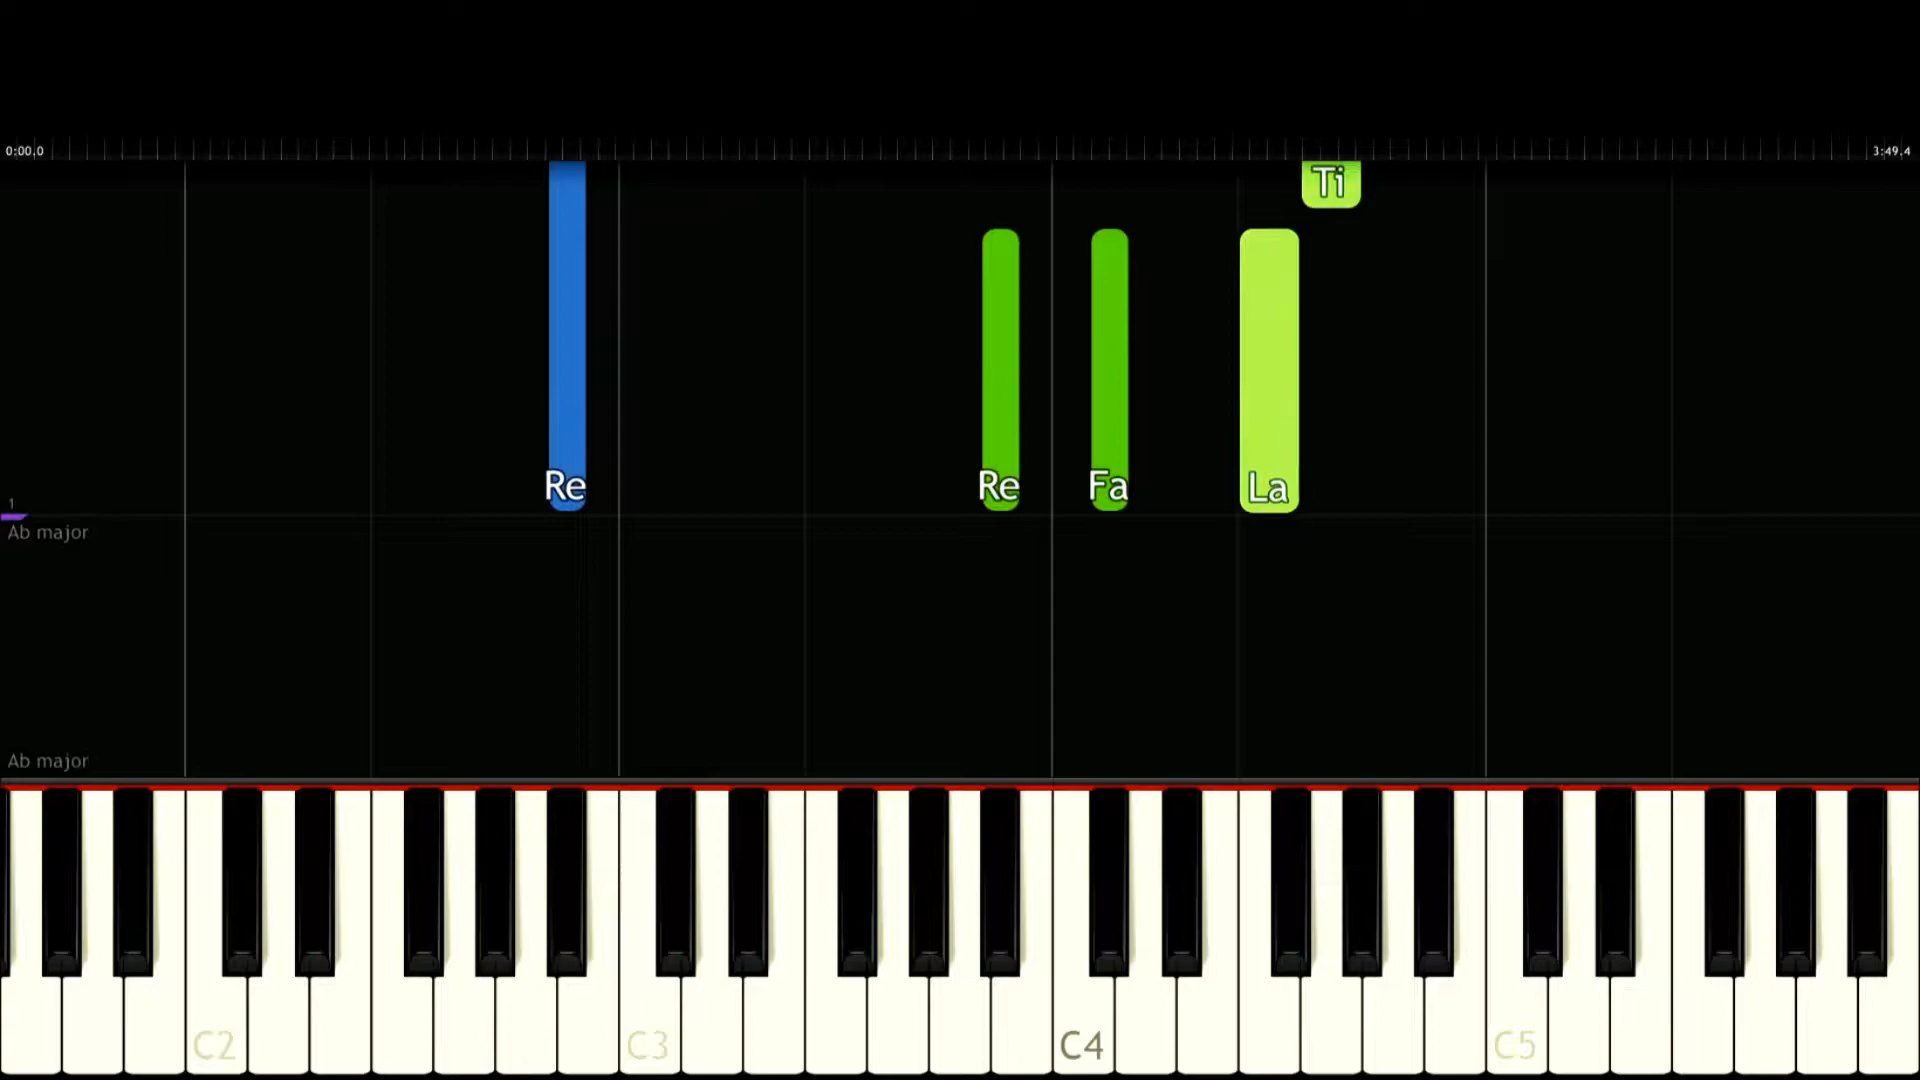 0:00,0
3:49,4
Ti
Re
Re
Fa
La
1
Ab major
Ab major
C2
C3
C4
C5